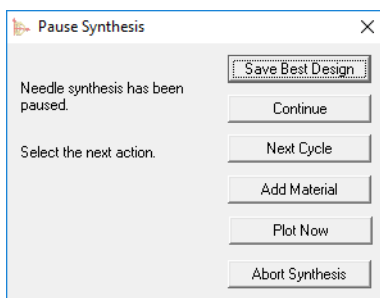 Pause Synthesis
Needle synthesis has been
paused.
Select the next action.
Save Best Design
Continue
Next Cycle
Add Material
Plot Now
Abort Synthesis